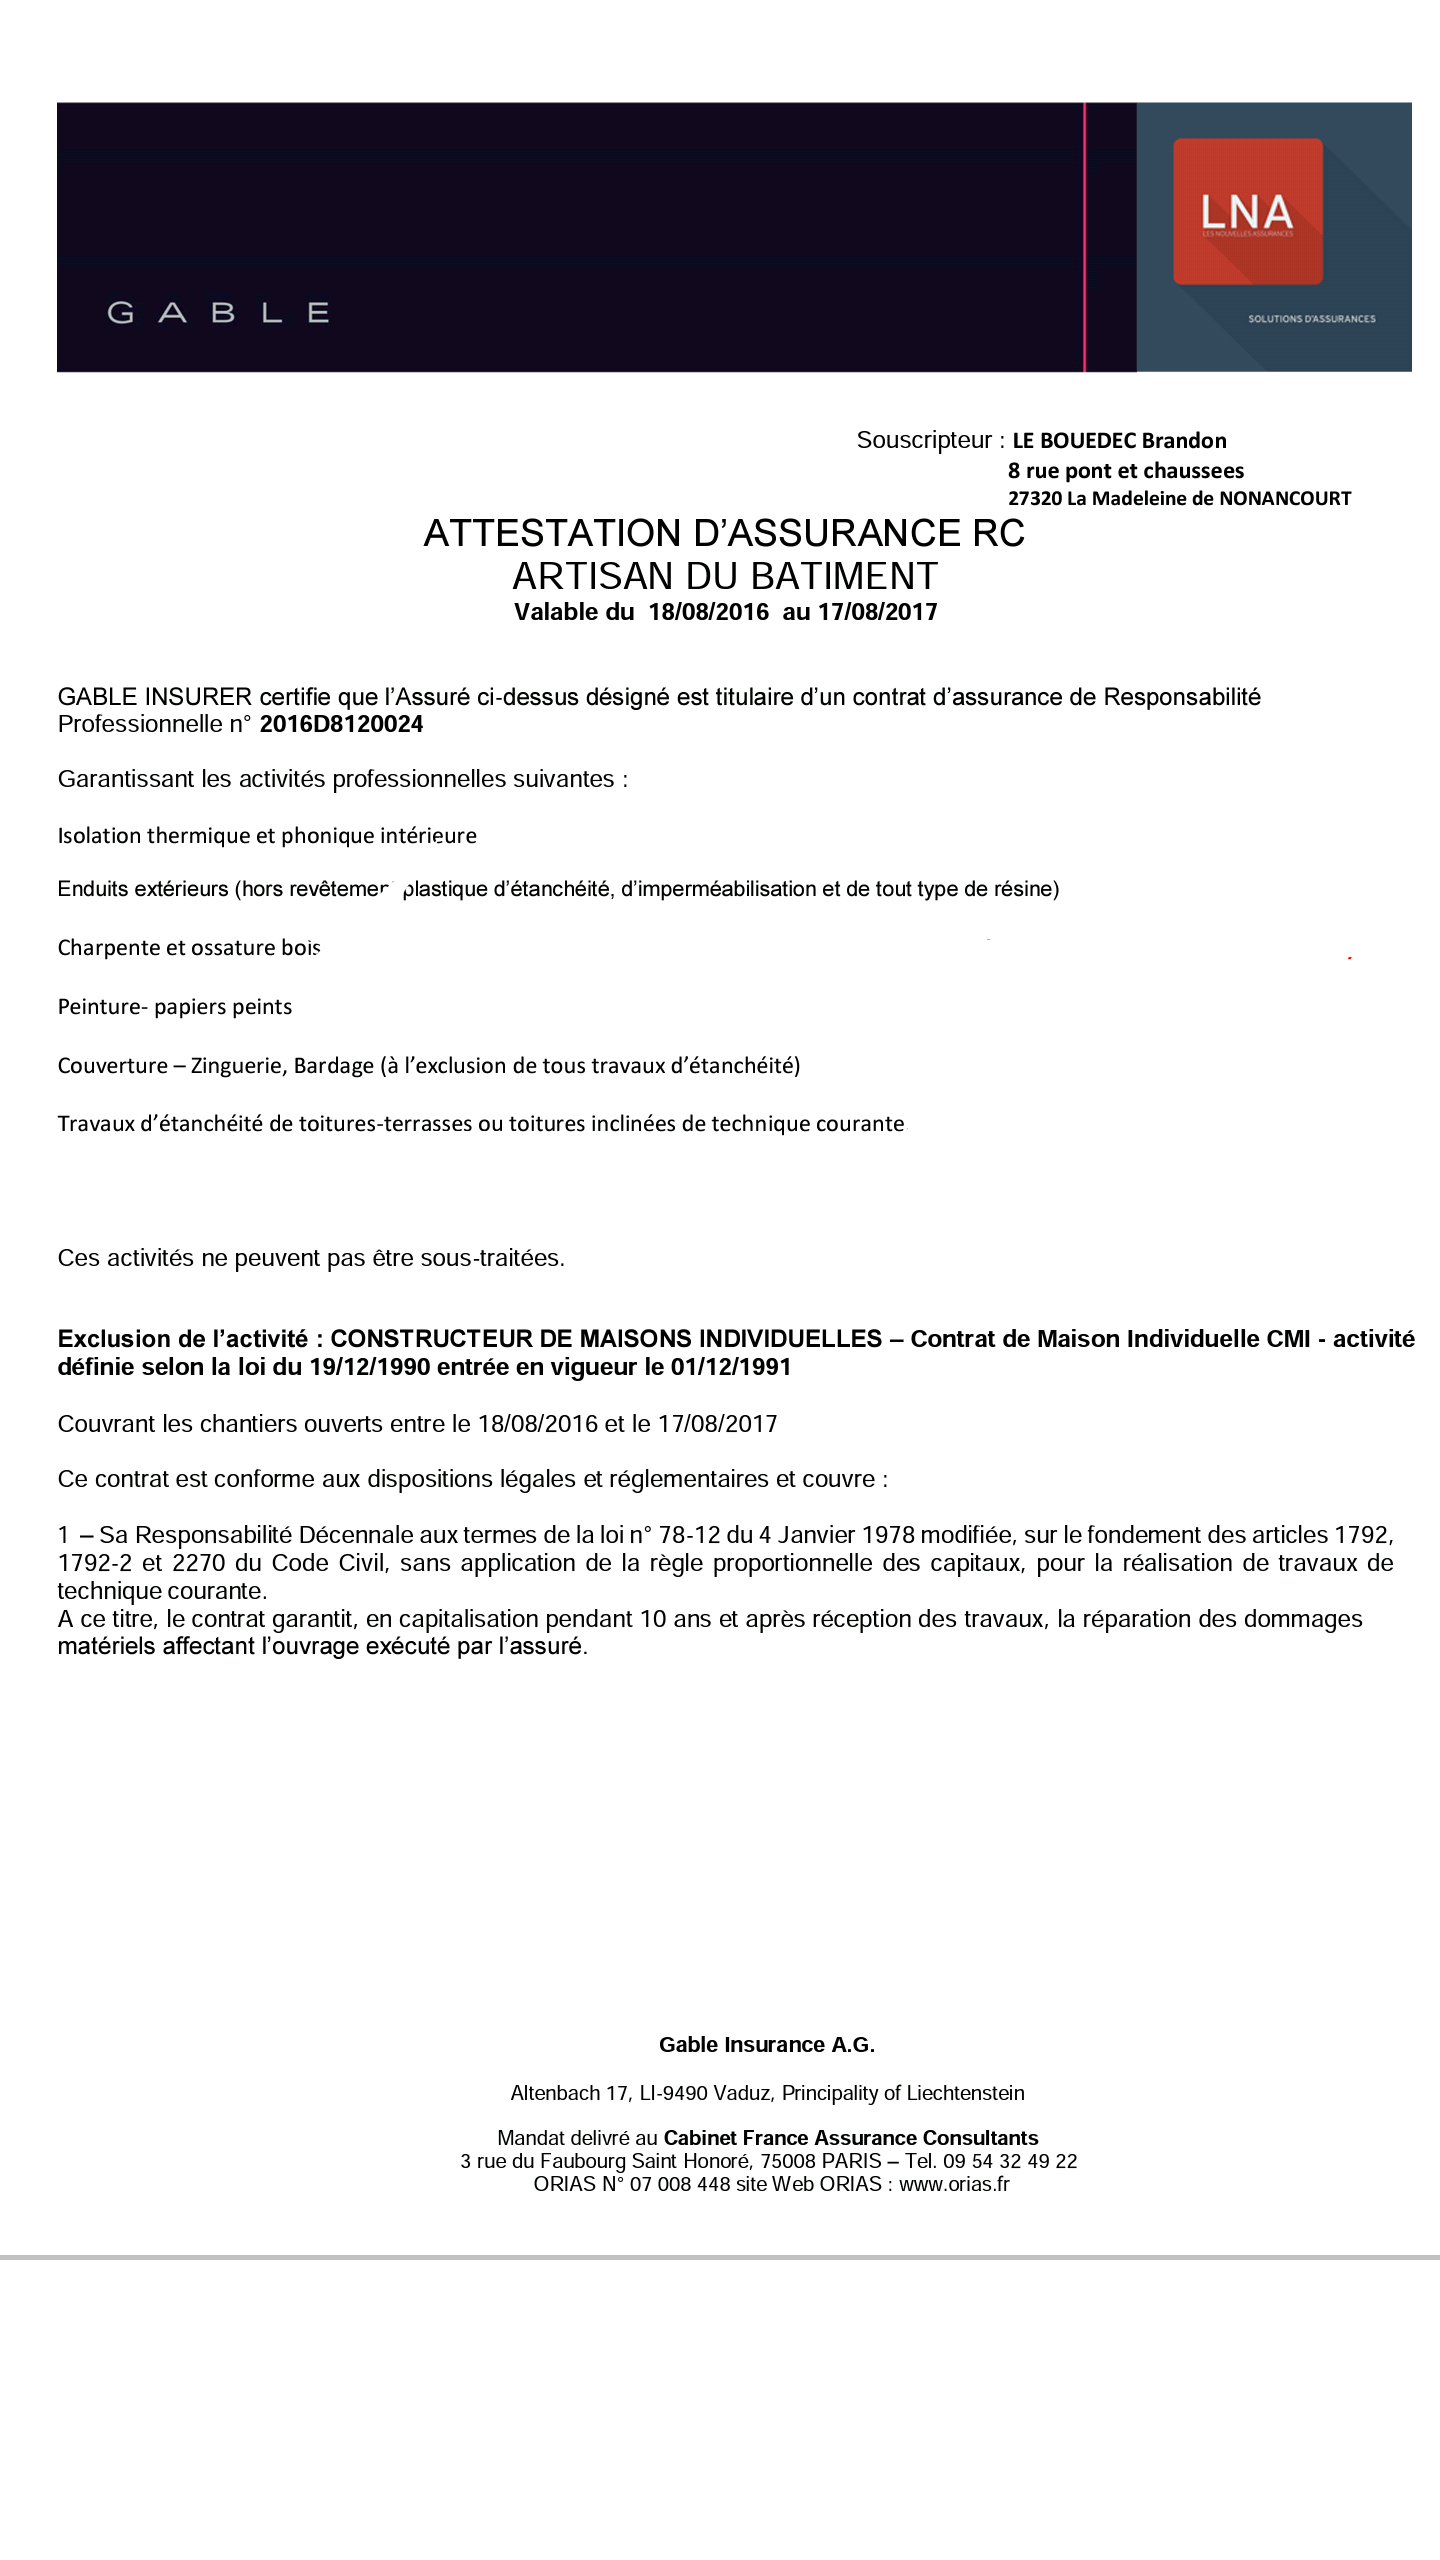 GABLE
LNA
LES NOUVELLES ASSURANCES
SOLUTIONS D'ASSURANCES
Souscripteur : LE BOUEDEC Brandon
8 rue pont et chaussees
27320 La Madeleine de NONANCOURT
ATTESTATION D’ASSURANCE RC
ARTISAN DU BATIMENT
Valable du 18/08/2016 au 17/08/2017
GABLE INSURER certifie que l’Assuré ci-dessus désigné est titulaire d’un contrat d’assurance de Responsabilité
Professionnelle n° 2016D8120024
Garantissant les activités professionnelles suivantes :
Isolation thermique et phonique intérieure
Enduits extérieurs (hors revêtement plastique d’étanchéité, d’imperméabilisation et de tout type de résine)
Charpente et ossature bois
Peinture- papiers peints
Couverture – Zinguerie, Bardage (à l’exclusion de tous travaux d’étanchéité)
Travaux d’étanchéité de toitures-terrasses ou toitures inclinées de technique courante
Ces activités ne peuvent pas être sous-traitées.
Exclusion de l’activité : CONSTRUCTEUR DE MAISONS INDIVIDUELLES – Contrat de Maison Individuelle CMI - activité
définie selon la loi du 19/12/1990 entrée en vigueur le 01/12/1991
Couvrant les chantiers ouverts entre le 18/08/2016 et le 17/08/2017
Ce contrat est conforme aux dispositions légales et réglementaires et couvre :
1 – Sa Responsabilité Décennale aux termes de la loi n° 78-12 du 4 Janvier 1978 modifiée, sur le fondement des articles 1792,
1792-2 et 2270 du Code Civil, sans application de la règle proportionnelle des capitaux, pour la réalisation de travaux de
technique courante.
A ce titre, le contrat garantit, en capitalisation pendant 10 ans et après réception des travaux, la réparation des dommages
matériels affectant l’ouvrage exécuté par l’assuré.
Gable Insurance A.G.
Altenbach 17, LI-9490 Vaduz, Principality of Liechtenstein
Mandat delivré au Cabinet France Assurance Consultants
3 rue du Faubourg Saint Honoré, 75008 PARIS – Tel. 09 54 32 49 22
ORIAS N° 07 008 448 site Web ORIAS : www.orias.fr